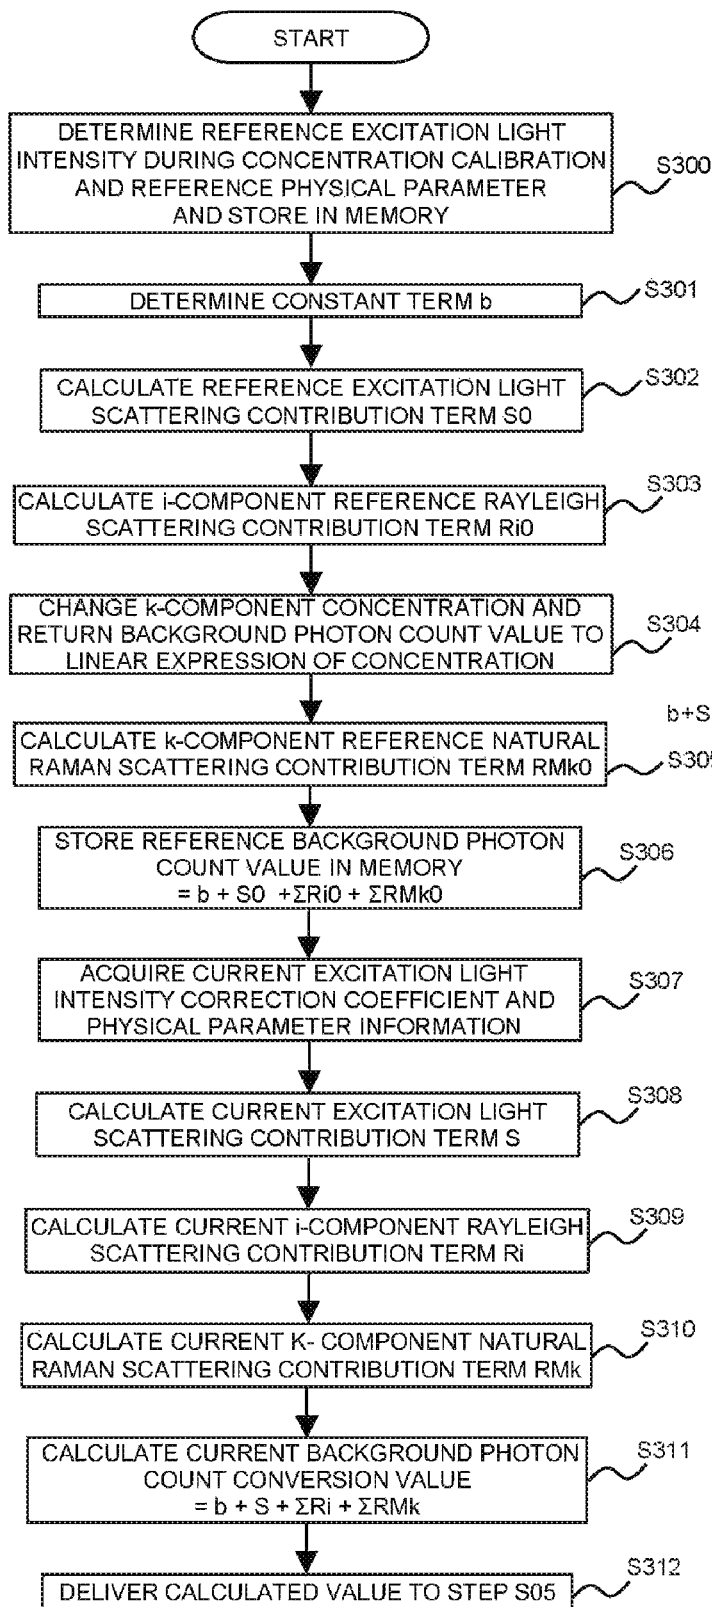 START
DETERMINE REFERENCE EXCITATION LIGHT
INTENSITY DURING CONCENTRATION CALIBRATION
AND REFERENCE PHYSICAL PARAMETER
AND STORE IN MEMORY
S300
DETERMINE CONSTANT TERM b
S301
CALCULATE REFERENCE EXCITATION LIGHT
SCATTERING CONTRIBUTION TERM S0
S302
CALCULATE i-COMPONENT REFERENCE RAYLEIGH
SCATTERING CONTRIBUTION TERM Ri0
S303
CHANGE k-COMPONENT CONCENTRATION AND
RETURN BACKGROUND PHOTON COUNT VALUE TO
LINEAR EXPRESSION OF CONCENTRATION
S304
b+S
CALCULATE k-COMPONENT REFERENCE NATURAL
RAMAN SCATTERING CONTRIBUTION TERM RMk0
S305
STORE REFERENCE BACKGROUND PHOTON
COUNT VALUE IN MEMORY
= b + S0 +ΣRi0 + ΣRMk0
S306
ACQUIRE CURRENT EXCITATION LIGHT
INTENSITY CORRECTION COEFFICIENT AND
PHYSICAL PARAMETER INFORMATION
S307
CALCULATE CURRENT EXCITATION LIGHT
SCATTERING CONTRIBUTION TERM S
S308
CALCULATE CURRENT i-COMPONENT RAYLEIGH
SCATTERING CONTRIBUTION TERM Ri
S309
CALCULATE CURRENT K- COMPONENT NATURAL
RAMAN SCATTERING CONTRIBUTION TERM RMk
S310
CALCULATE CURRENT BACKGROUND PHOTON
COUNT CONVERSION VALUE
= b + S + ΣRi + ΣRMk
S311
DELIVER CALCULATED VALUE TO STEP S05
S312